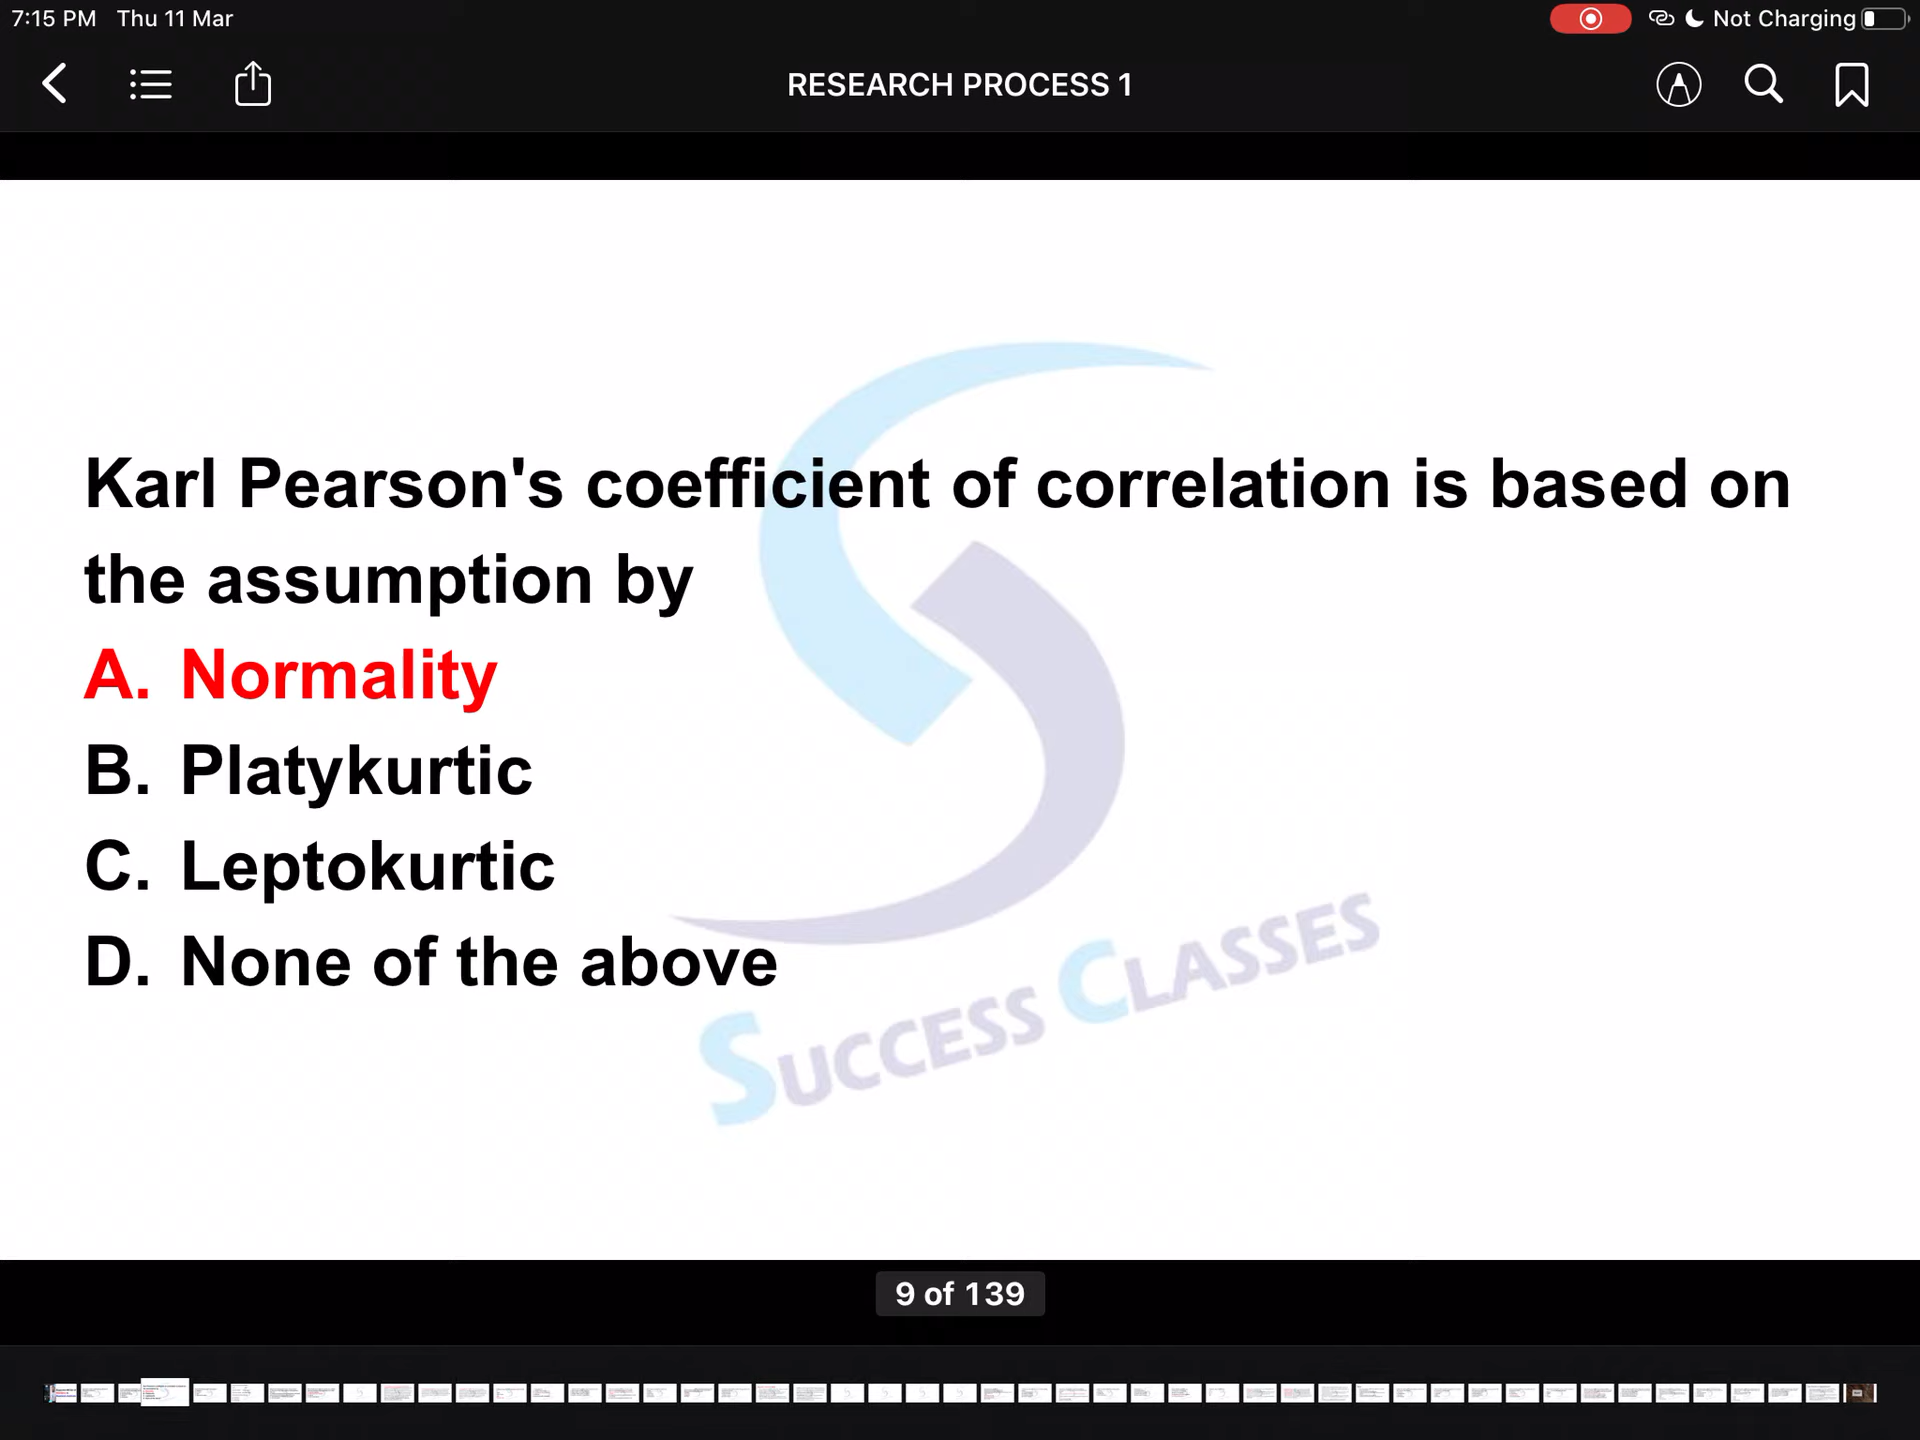 7:15 PM Thu 11 Mar
Not Charging
RESEARCH PROCESS 1
Karl Pearson's coefficient of correlation is based on
the assumption by
A. Normality
B. Platykurtic
C. Leptokurtic
D. None of the above
SUCCESS CLASSES
9 of 139